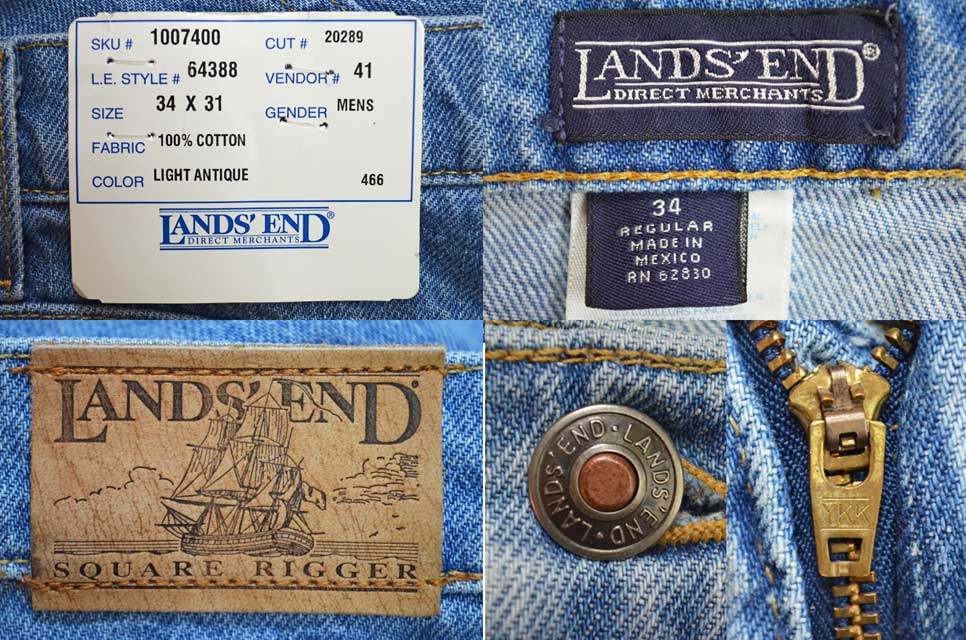 SKU # 1007400 CUT # 20289
L.E. STYLE # 64388 VENDOR # 41
SIZE 34 X 31 GENDER MENS
FABRIC 100% COTTON
COLOR LIGHT ANTIQUE 466
LANDS' END®
DIRECT MERCHANTS
LANDS' END®
DIRECT MERCHANTS
34
REGULAR
MADE IN
MEXICO
RN 62830
LANDS' END
SQUARE RIGGER
LANDS' END • LANDS' END •
YKK